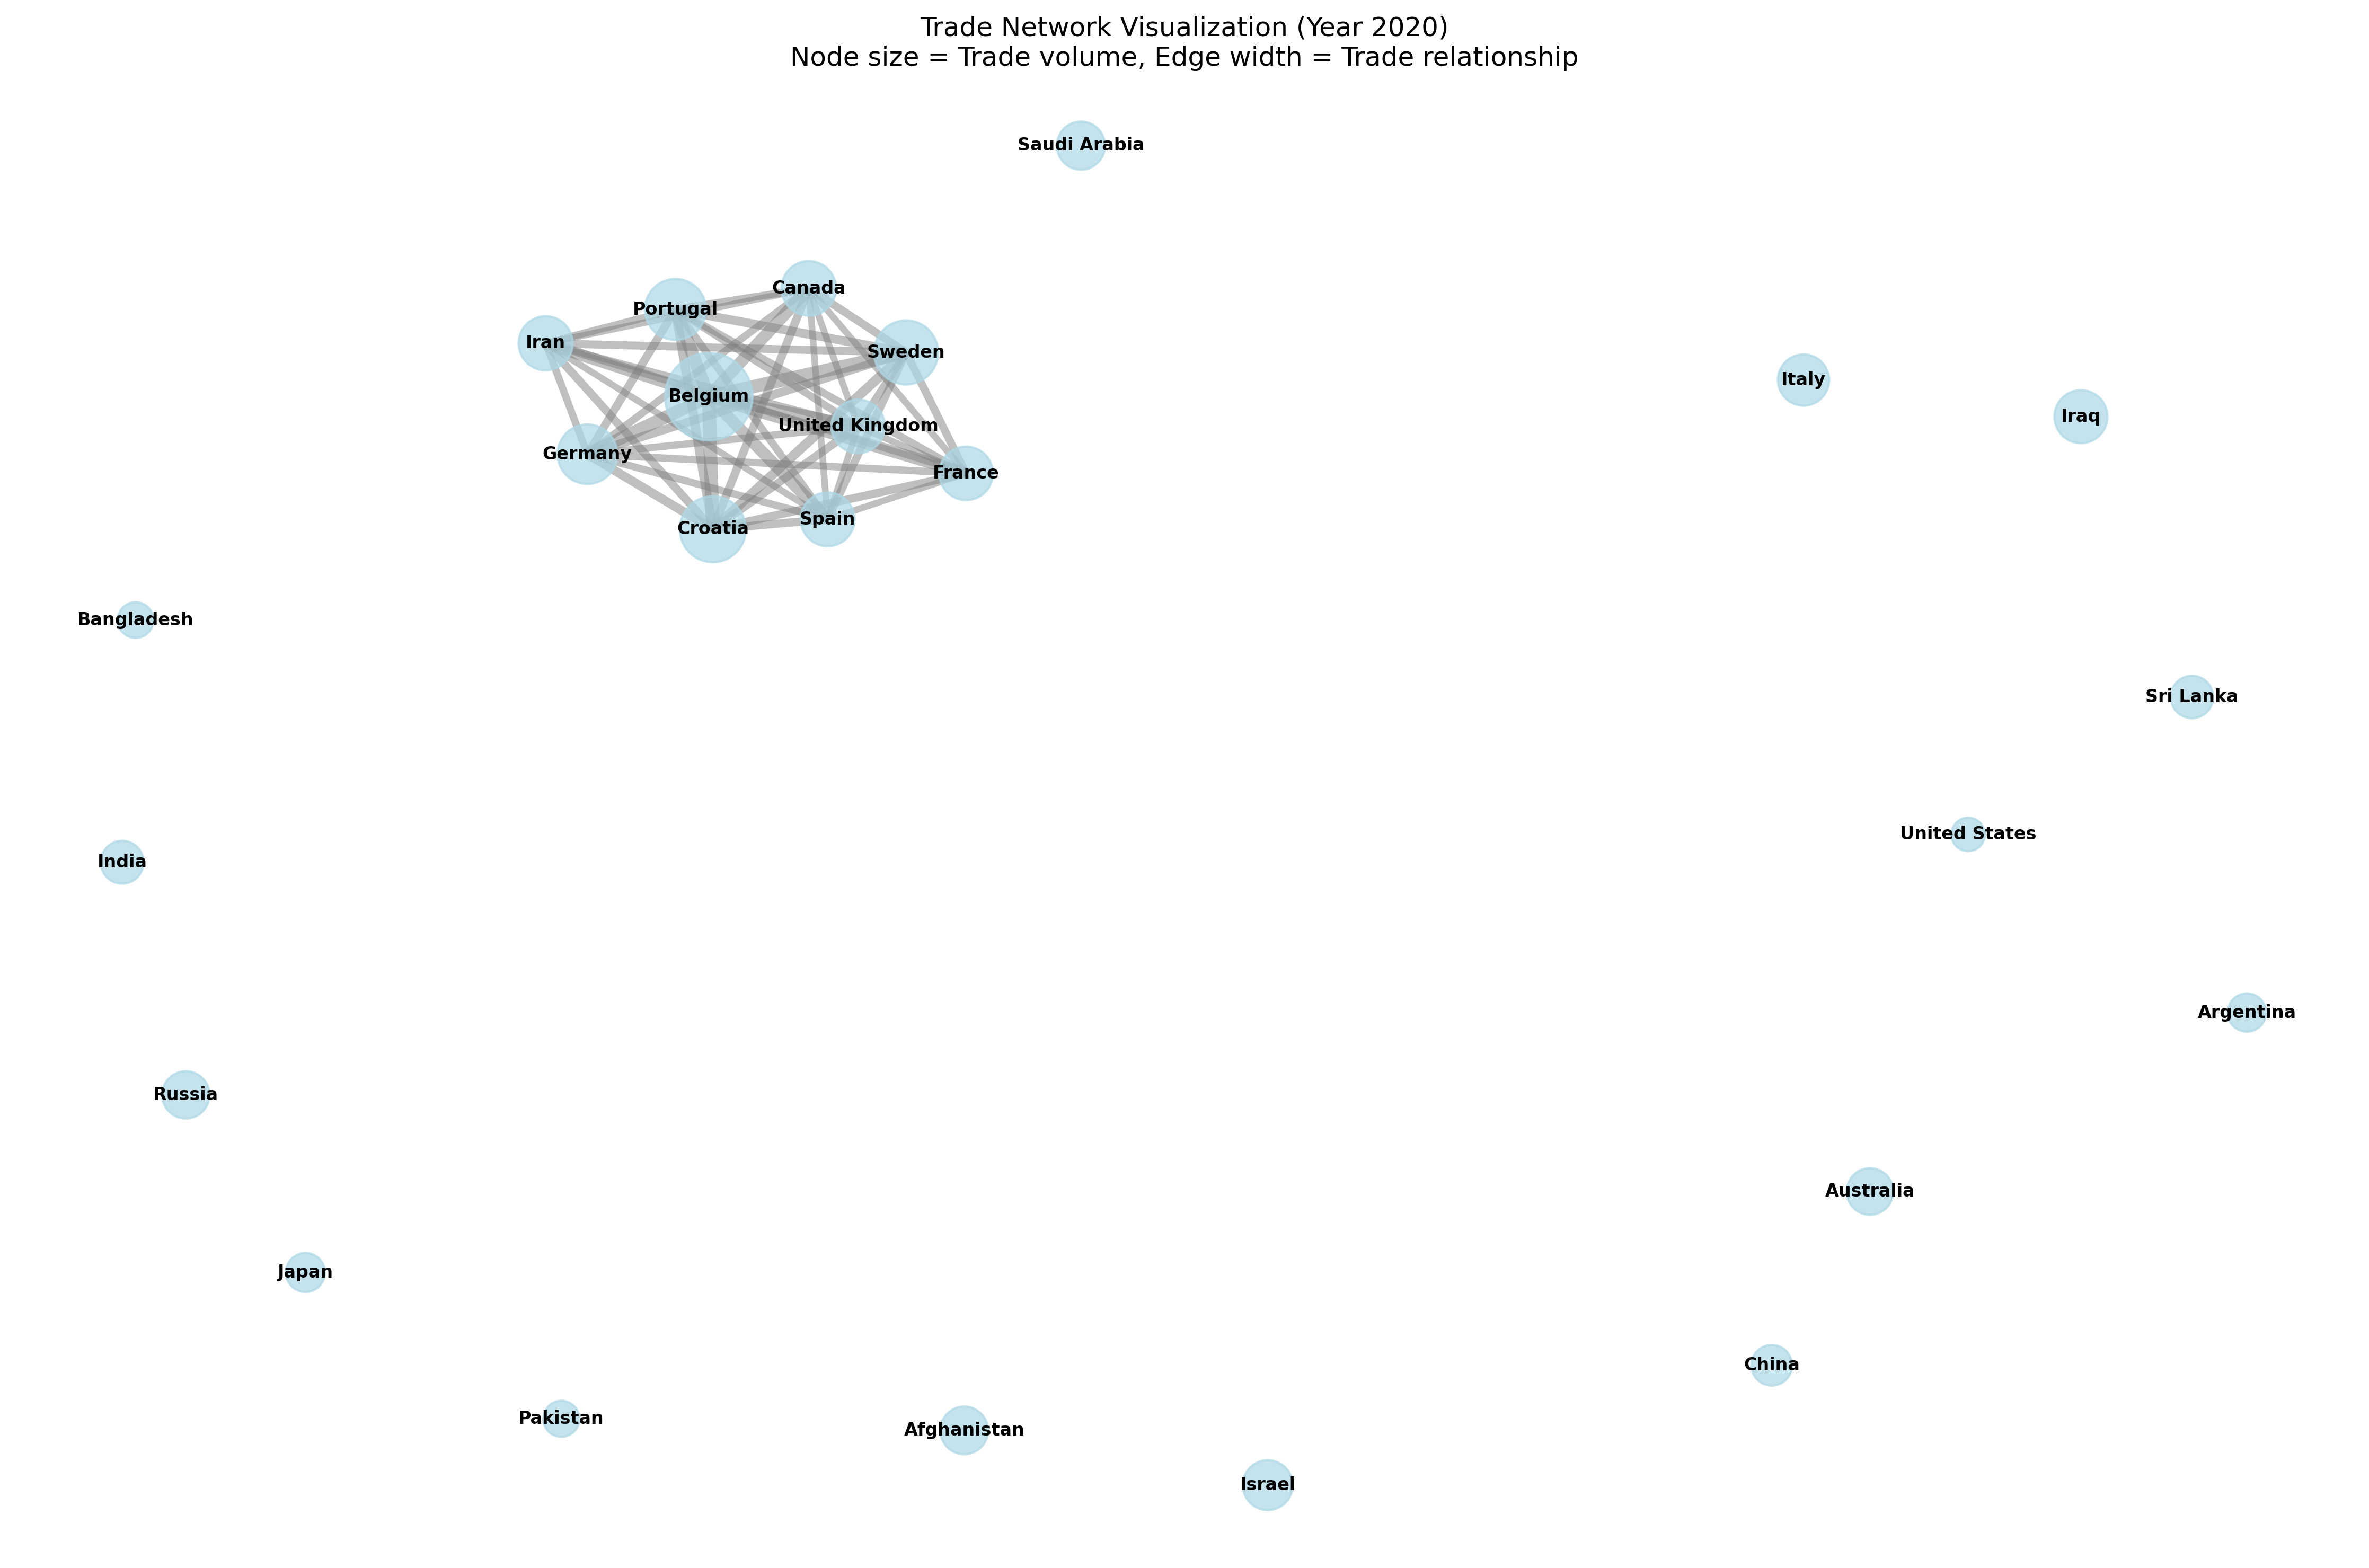 Trade Network Visualization (Year 2020)
Node size = Trade volume, Edge width = Trade relationship
Saudi Arabia
Canada
Portugal
Iran
Sweden
Italy
Belgium
Iraq
United Kingdom
Germany
France
Spain
Croatia
Bangladesh
Sri Lanka
United States
India
Argentina
Russia
Australia
Japan
China
Pakistan
Afghanistan
Israel